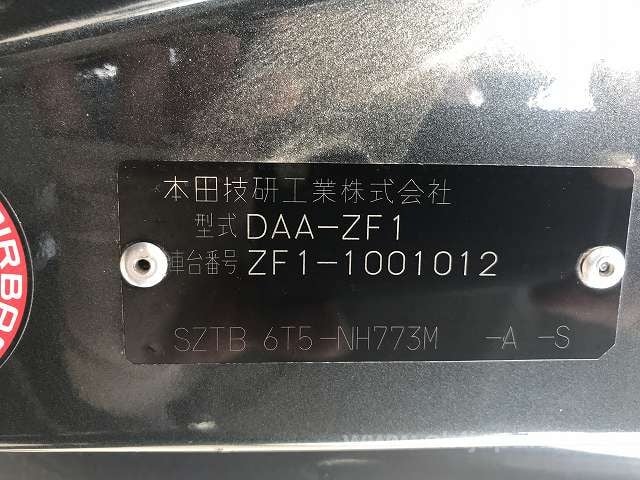 本田技研工業株式会社
型式 DAA-ZF1
車台番号 ZF1-1001012
SZTB 6T5-NH773M -A -S
AIRBAG